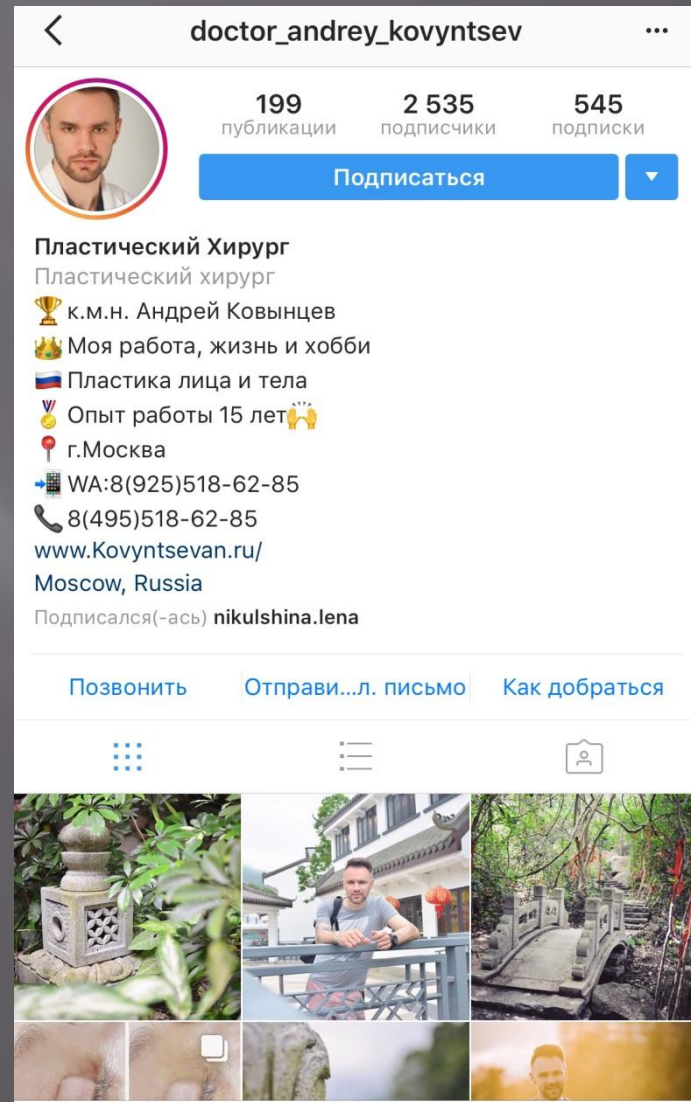 doctor_andrey_kovyntsev
199 2 535 545
публикации подписчики подписки
Подписаться
Пластический Хирург
Пластический хирург
🏆 к.м.н. Андрей Ковынцев
👑 Моя работа, жизнь и хобби
🇷🇺 Пластика лица и тела
🏅 Опыт работы 15 лет🙌
📍 г.Москва
📲 WA:8(925)518-62-85
📞 8(495)518-62-85
www.Kovyntsevan.ru/
Moscow, Russia
Подписался(-ась) nikulshina.lena
Позвонить Отправи...л. письмо Как добраться